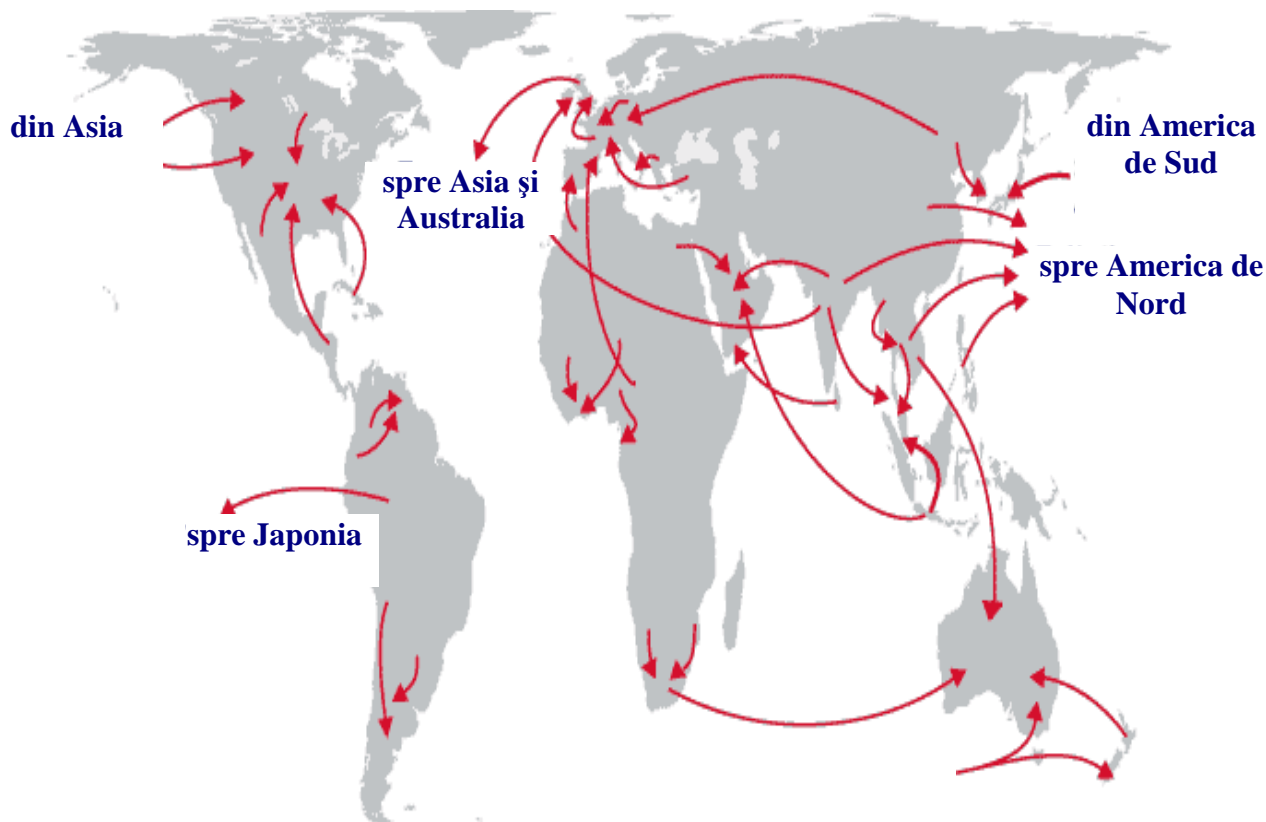 din Asia
din America
de Sud
spre Asia şi
Australia
spre America de
Nord
spre Japonia